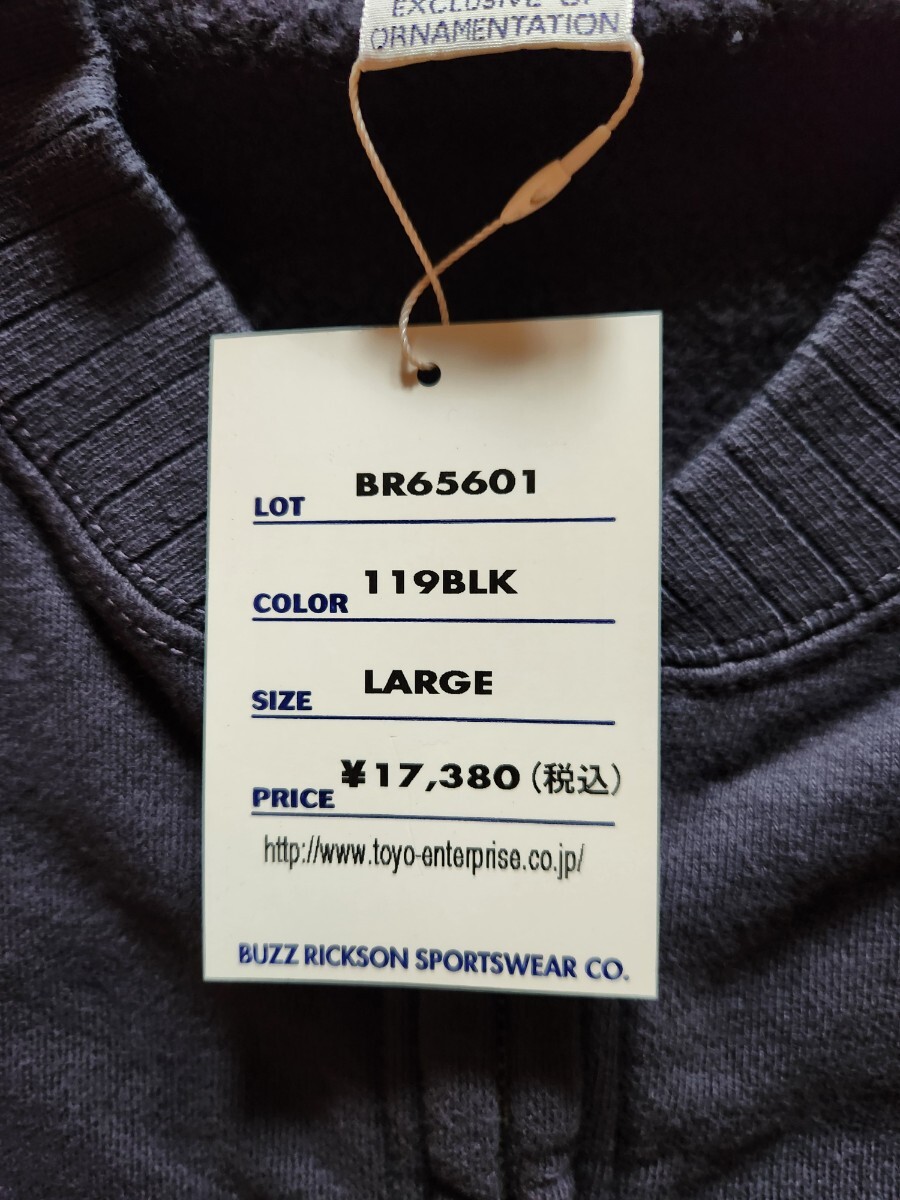 EXCLUSIVE OF
ORNAMENTATION
LOT BR65601
COLOR 119BLK
SIZE LARGE
PRICE ¥17,380(税込)
http://www.toyo-enterprise.co.jp/
BUZZ RICKSON SPORTSWEAR CO.